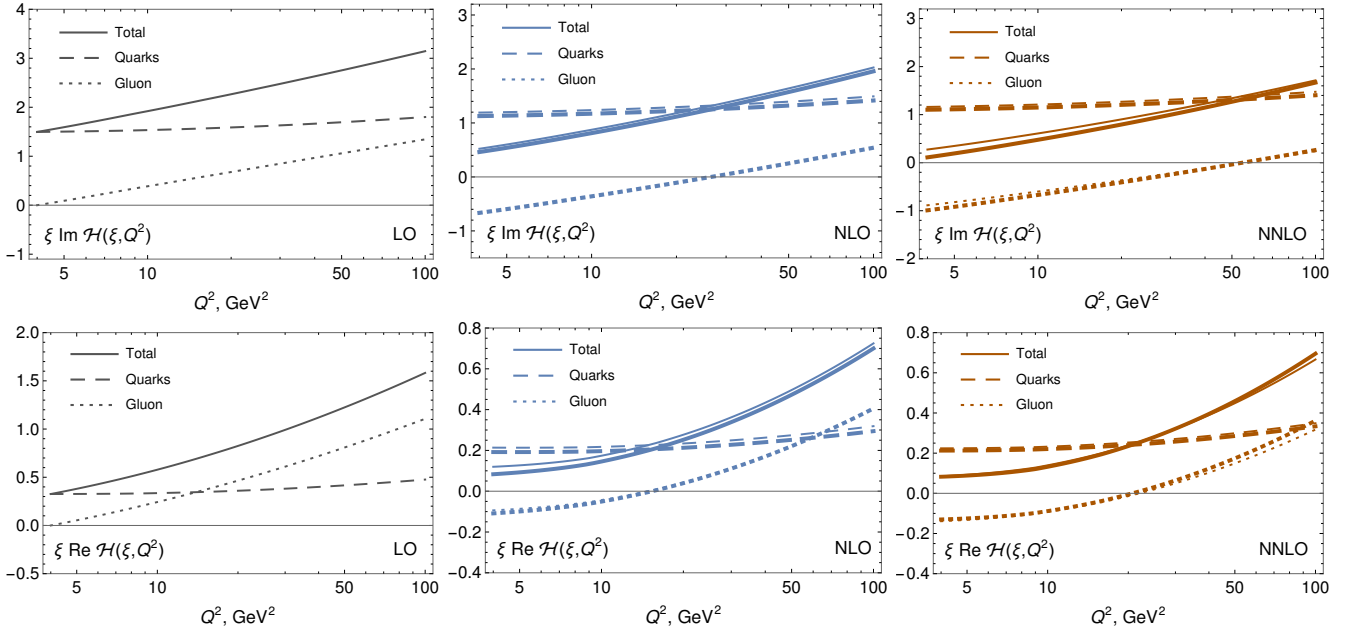 4
3
2
1
0
−1
Total
Quarks
Gluon
ξ Im ℋ(ξ,Q²)
LO
5
10
50
100
Q², GeV²
3
2
1
0
−1
Total
Quarks
Gluon
ξ Im ℋ(ξ,Q²)
NLO
5
10
50
100
Q², GeV²
3
2
1
0
−1
−2
Total
Quarks
Gluon
ξ Im ℋ(ξ,Q²)
NNLO
5
10
50
100
Q², GeV²
2.0
1.5
1.0
0.5
0.0
−0.5
Total
Quarks
Gluon
ξ Re ℋ(ξ,Q²)
LO
5
10
50
100
Q², GeV²
0.8
0.6
0.4
0.2
0.0
−0.2
−0.4
Total
Quarks
Gluon
ξ Re ℋ(ξ,Q²)
NLO
5
10
50
100
Q², GeV²
0.8
0.6
0.4
0.2
0.0
−0.2
−0.4
Total
Quarks
Gluon
ξ Re ℋ(ξ,Q²)
NNLO
5
10
50
100
Q², GeV²